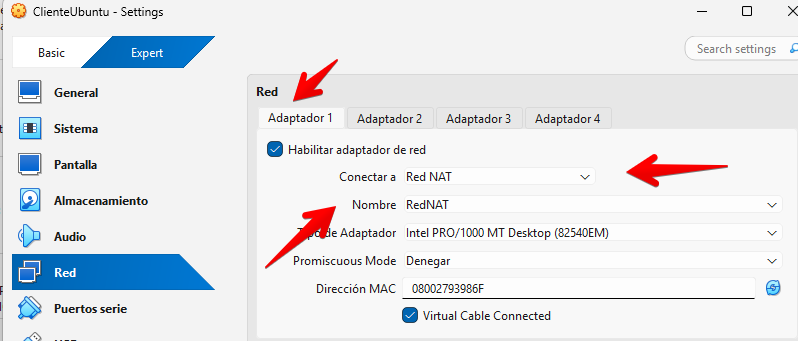 ClienteUbuntu - Settings
Basic Expert
Search settings
General
Sistema
Pantalla
Almacenamiento
Audio
Red
Puertos serie
Red
Adaptador 1 Adaptador 2 Adaptador 3 Adaptador 4
Habilitar adaptador de red
Conectar a Red NAT
Nombre RedNAT
Tipo de Adaptador Intel PRO/1000 MT Desktop (82540EM)
Promiscuous Mode Denegar
Dirección MAC 08002793986F
Virtual Cable Connected